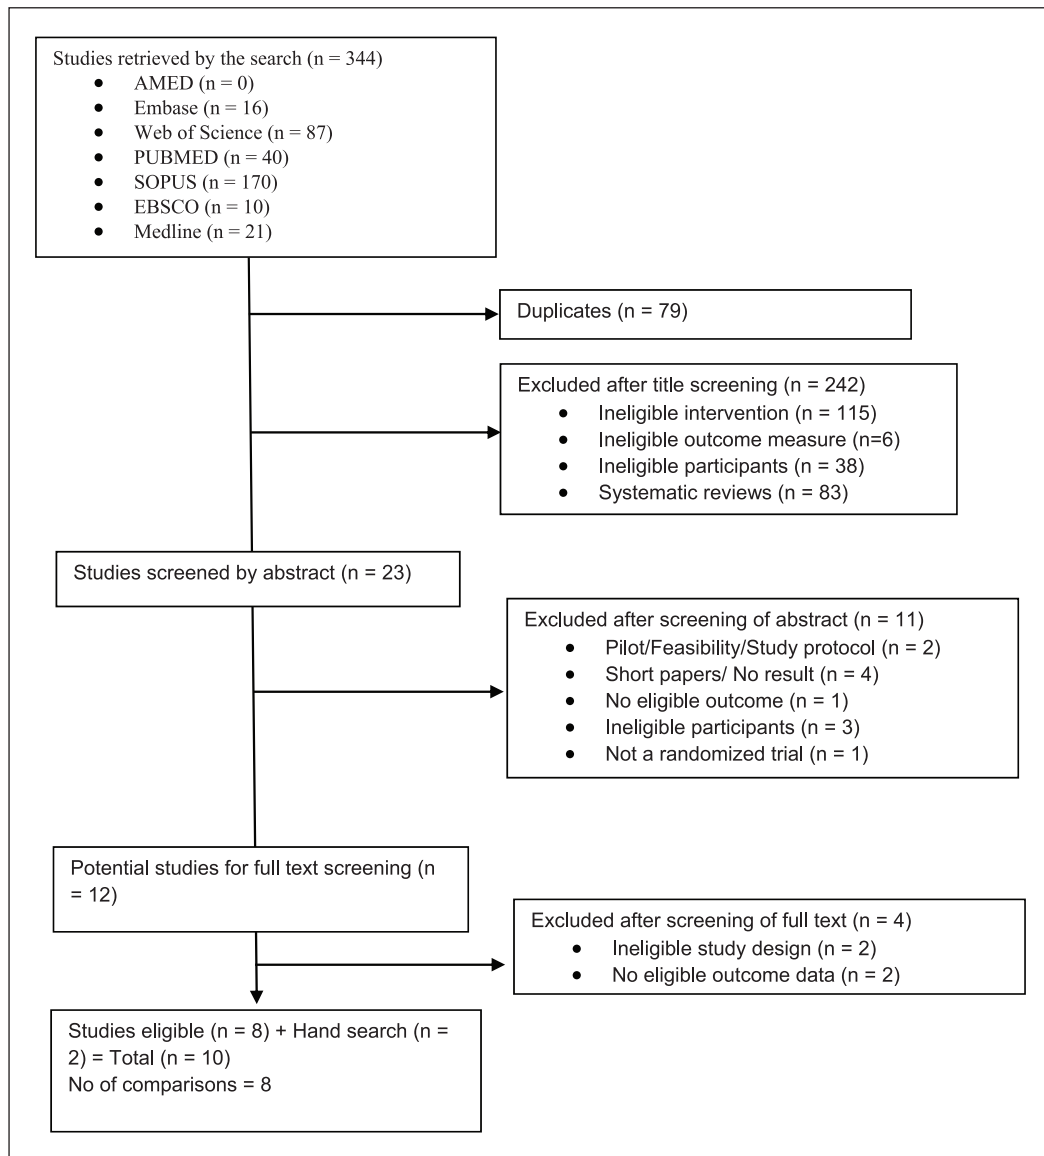 Studies retrieved by the search (n = 344)
● AMED (n = 0)
● Embase (n = 16)
● Web of Science (n = 87)
● PUBMED (n = 40)
● SOPUS (n = 170)
● EBSCO (n = 10)
● Medline (n = 21)
Duplicates (n = 79)
Excluded after title screening (n = 242)
● Ineligible intervention (n = 115)
● Ineligible outcome measure (n=6)
● Ineligible participants (n = 38)
● Systematic reviews (n = 83)
Studies screened by abstract (n = 23)
Excluded after screening of abstract (n = 11)
● Pilot/Feasibility/Study protocol (n = 2)
● Short papers/ No result (n = 4)
● No eligible outcome (n = 1)
● Ineligible participants (n = 3)
● Not a randomized trial (n = 1)
Potential studies for full text screening (n
= 12)
Excluded after screening of full text (n = 4)
● Ineligible study design (n = 2)
● No eligible outcome data (n = 2)
Studies eligible (n = 8) + Hand search (n =
2) = Total (n = 10)
No of comparisons = 8